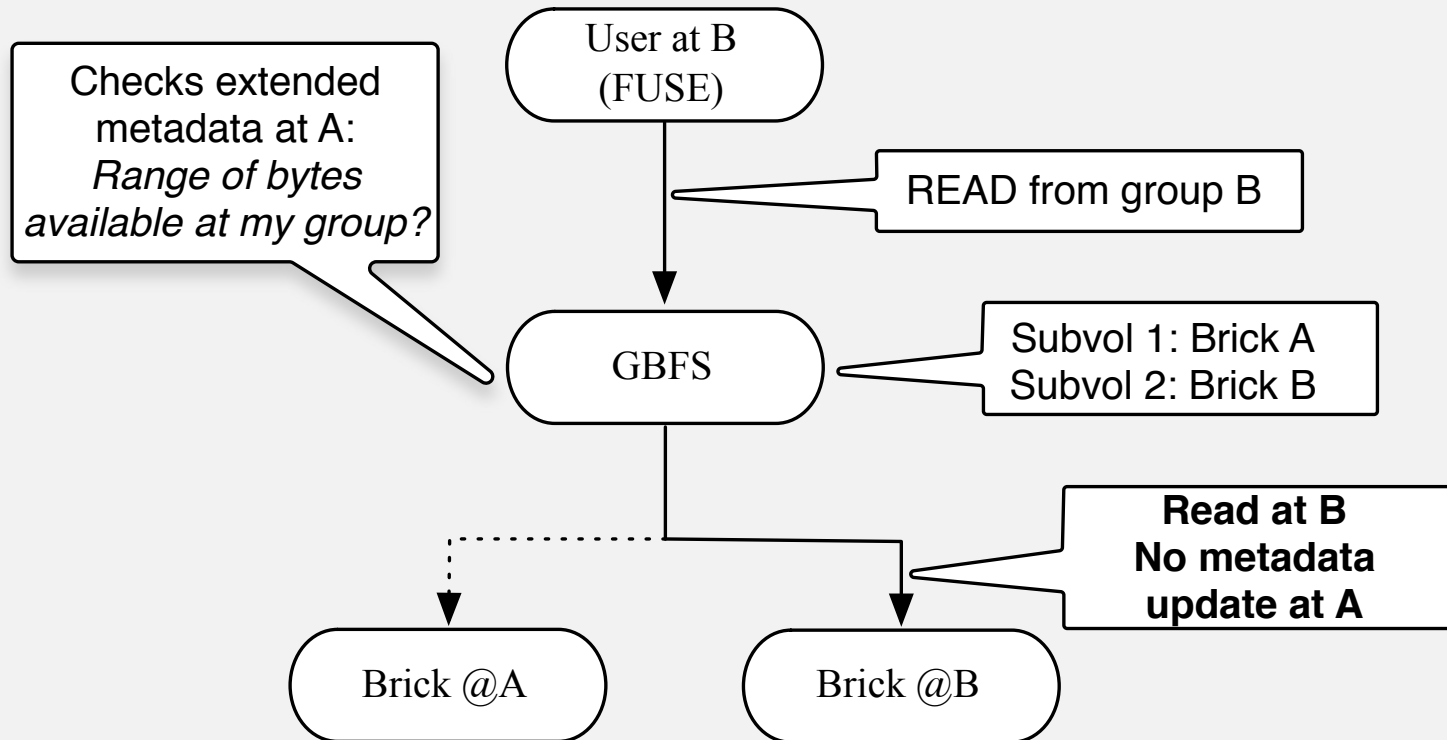 User at B
(FUSE)
Checks extended
metadata at A:
Range of bytes
available at my group?
READ from group B
GBFS
Subvol 1: Brick A
Subvol 2: Brick B
Read at B
No metadata
update at A
Brick @A
Brick @B